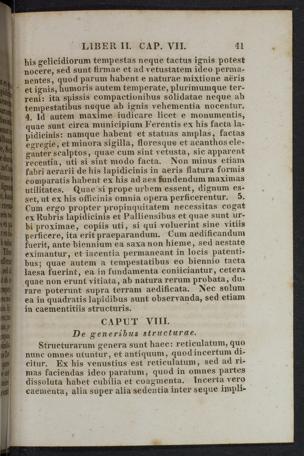 LIBER II. CAP. VII. 41
his gelicidiorum tempestas neque tactus ignis potest
nocere, sed sunt firmae et ad vetustatem ideo perma-
nentes, quod parum habent e naturae mixtione aëris
et ignis, humoris autem temperate, plurimumque ter-
reni: ita spissis compactionibus solidatae neque ab
tempestatibus neque ab ignis vehementia nocentur.
4. Id autem maxime iudicare licet e monumentis,
quae sunt circa municipium Ferentis ex his facta la-
pidicinis: namque habent et statuas amplas, factas
egregie, et minora sigilla, floresque et acanthos ele-
ganter scalptos, quae cum sint vetusta, sic apparent
recentia, uti si sint modo facta. Non minus etiam
fabri aerarii de his lapidicinis in aeris flatura formis
comparatis habent ex his ad aes fundendum maximas
utilitates. Quae si prope urbem essent, dignum es-
set, ut ex his officinis omnia opera perficerentur. 5.
Cum ergo propter propinquitatem necessitas cogat
ex Rubris lapidicinis et Palliensibus et quae sunt ur-
bi proximae, copiis uti, si qui voluerint sine vitiis
perficere, ita erit praeparandum. Cum aedificandum
fuerit, ante biennium ea saxa non hieme, sed aestate
eximantur, et iacentia permaneant in locis patenti-
bus; quae autem a tempestatibus eo biennio tacta
laesa fuerint, ea in fundamenta coniiciantur, cetera
quae non erunt vitiata, ab natura rerum probata, du-
rare poterunt supra terram aedificata. Nec solum
ea in quadratis lapidibus sunt observanda, sed etiam
in caementitiis structuris.
CAPUT VIII.
De generibus structurae.
Structurarum genera sunt haec: reticulatum, quo
nunc omnes utuntur, et antiquum, quod incertum di-
citur. Ex his venustius est reticulatum, sed ad ri-
mas faciendas ideo paratum, quod in omnes partes
dissoluta habet cubilia et coagmenta. Incerta vero
caementa, alia super alia sedentia inter seque impli-